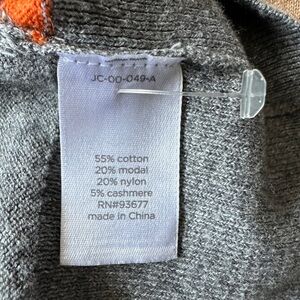 JC-00-049-A
55% cotton
20% modal
20% nylon
5% cashmere
RN#93677
made in China